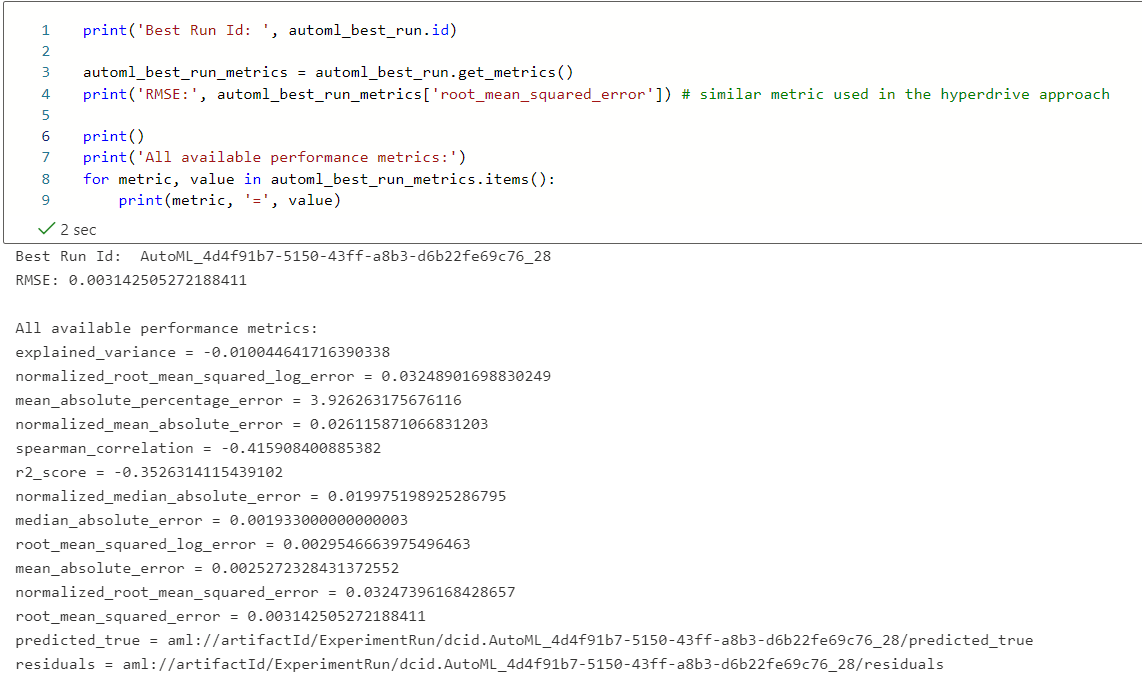 1 print('Best Run Id: ', automl_best_run.id)
2
3 automl_best_run_metrics = automl_best_run.get_metrics()
4 print('RMSE:', automl_best_run_metrics['root_mean_squared_error']) # similar metric used in the hyperdrive approach
5
6 print()
7 print('All available performance metrics:')
8 for metric, value in automl_best_run_metrics.items():
9     print(metric, '=', value)
2 sec
Best Run Id:  AutoML_4d4f91b7-5150-43ff-a8b3-d6b22fe69c76_28
RMSE: 0.003142505272188411
All available performance metrics:
explained_variance = -0.010044641716390338
normalized_root_mean_squared_log_error = 0.03248901698830249
mean_absolute_percentage_error = 3.926263175676116
normalized_mean_absolute_error = 0.026115871066831203
spearman_correlation = -0.415908400885382
r2_score = -0.3526314115439102
normalized_median_absolute_error = 0.019975198925286795
median_absolute_error = 0.001933000000000003
root_mean_squared_log_error = 0.0029546663975496463
mean_absolute_error = 0.0025272328431372552
normalized_root_mean_squared_error = 0.03247396168428657
root_mean_squared_error = 0.003142505272188411
predicted_true = aml://artifactId/ExperimentRun/dcid.AutoML_4d4f91b7-5150-43ff-a8b3-d6b22fe69c76_28/predicted_true
residuals = aml://artifactId/ExperimentRun/dcid.AutoML_4d4f91b7-5150-43ff-a8b3-d6b22fe69c76_28/residuals